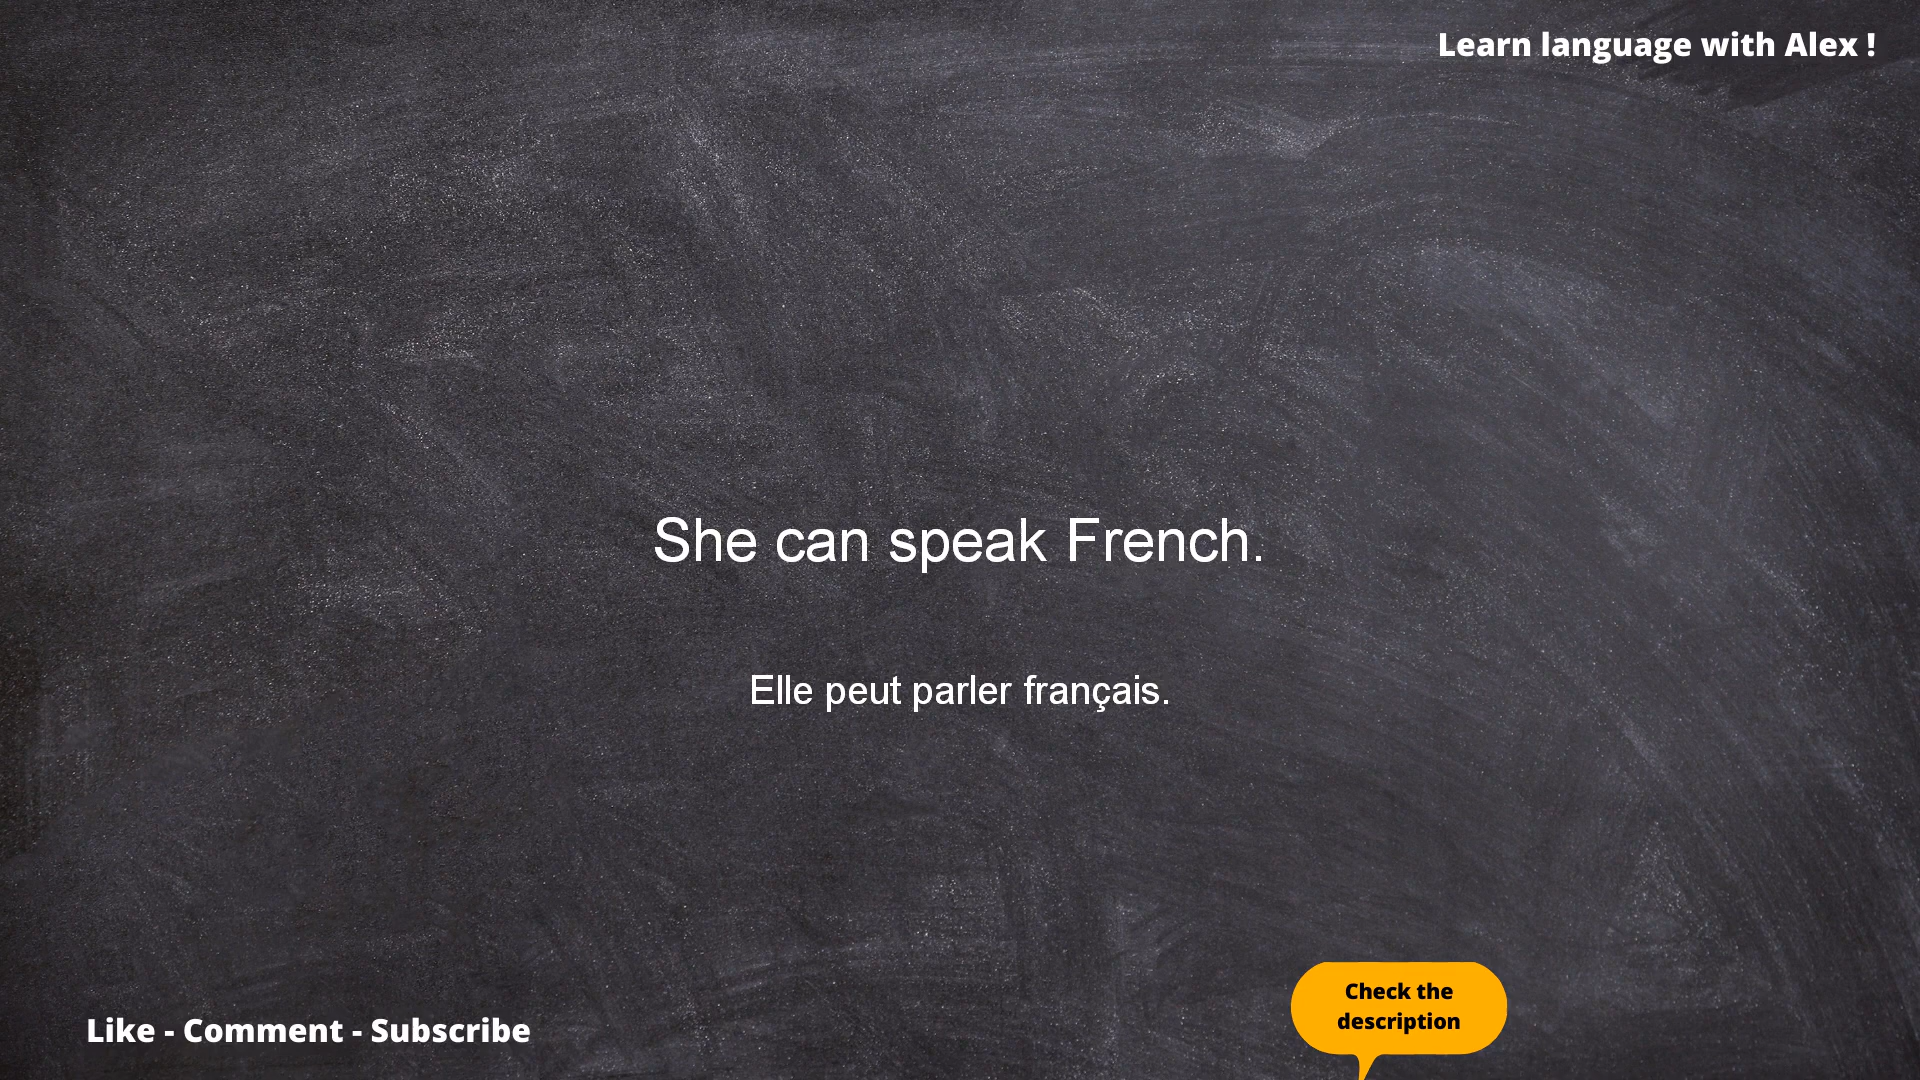 Learn language with Alex !
She can speak French.
Elle peut parler français.
Check the
description
Like - Comment - Subscribe